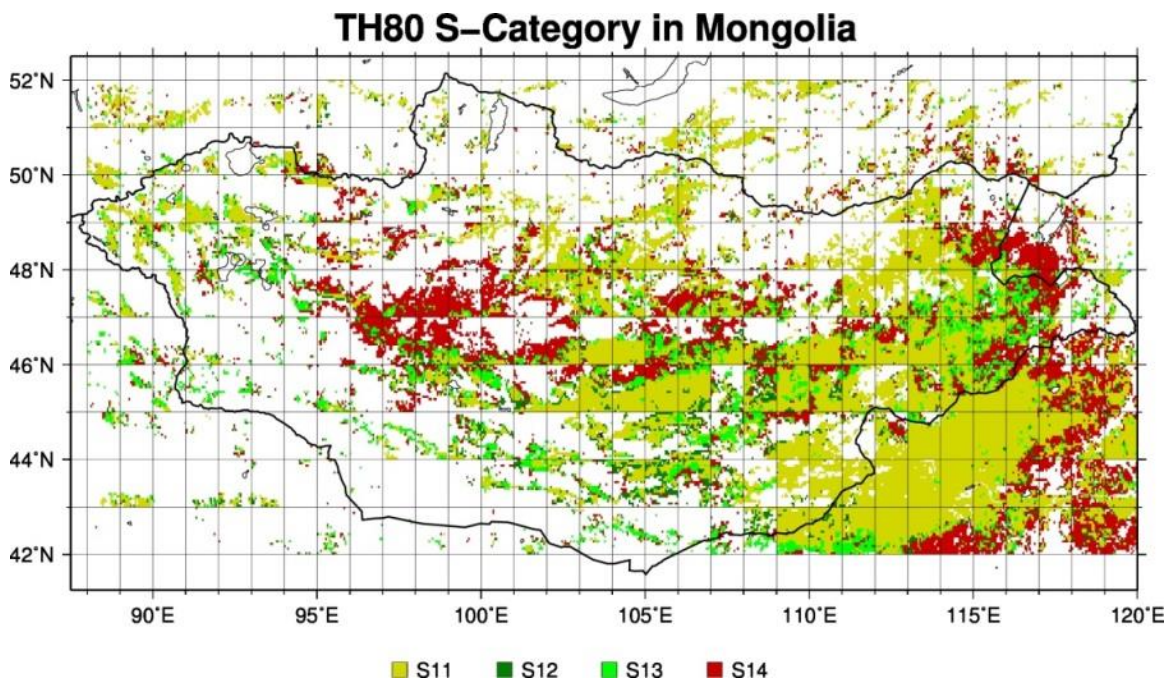 TH80 S-Category in Mongolia
52°N
50°N
48°N
46°N
44°N
42°N
90°E 95°E 100°E 105°E 110°E 115°E 120°E
S11 S12 S13 S14